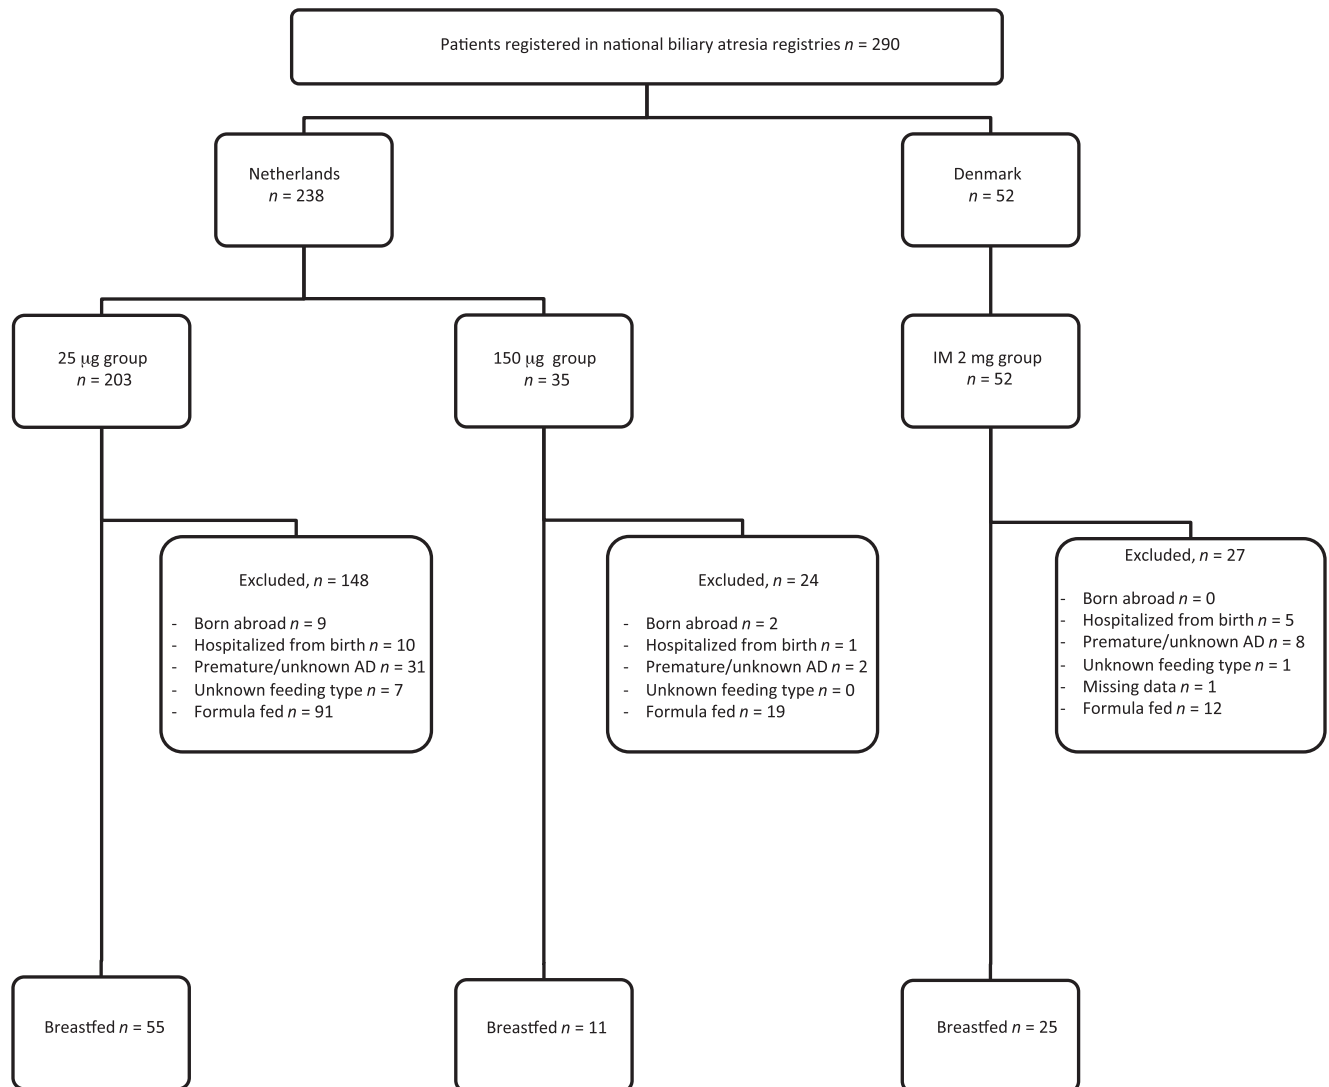 Patients registered in national biliary atresia registries n = 290
Netherlands
n = 238
Denmark
n = 52
25 µg group
n = 203
150 µg group
n = 35
IM 2 mg group
n = 52
Excluded, n = 148
- Born abroad n = 9
- Hospitalized from birth n = 10
- Premature/unknown AD n = 31
- Unknown feeding type n = 7
- Formula fed n = 91
Excluded, n = 24
- Born abroad n = 2
- Hospitalized from birth n = 1
- Premature/unknown AD n = 2
- Unknown feeding type n = 0
- Formula fed n = 19
Excluded, n = 27
- Born abroad n = 0
- Hospitalized from birth n = 5
- Premature/unknown AD n = 8
- Unknown feeding type n = 1
- Missing data n = 1
- Formula fed n = 12
Breastfed n = 55
Breastfed n = 11
Breastfed n = 25